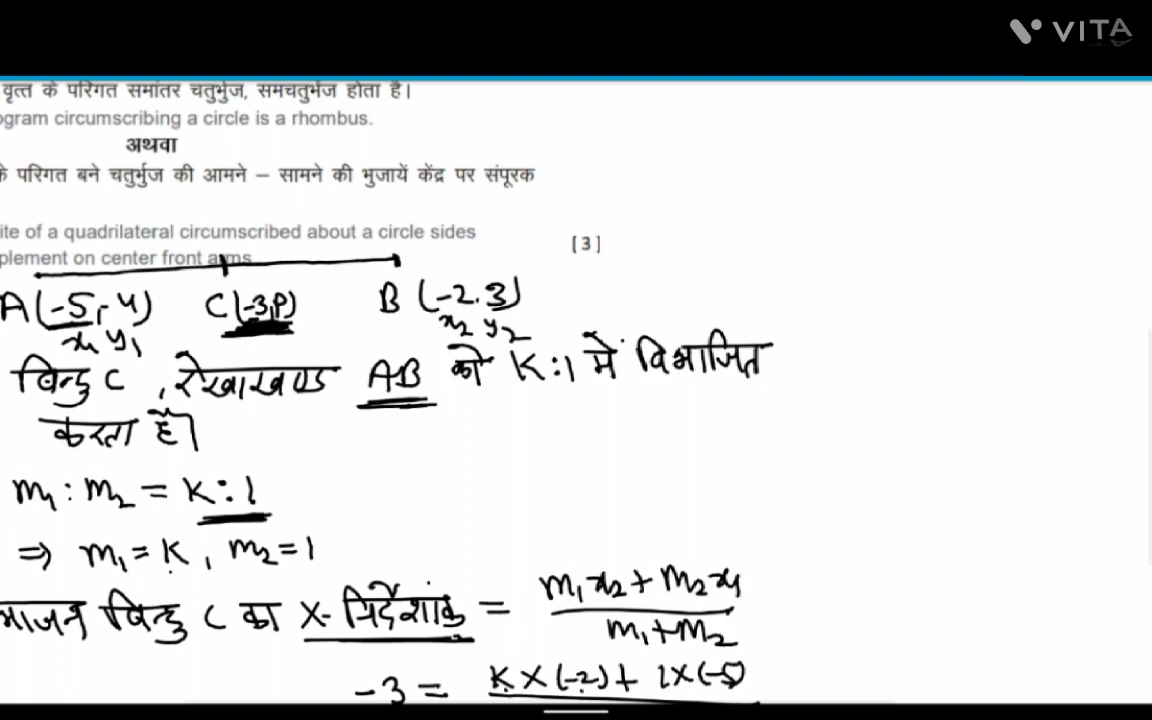 VITA
वृत्त के परिगत समांतर चतुर्भुज, समचतुर्भज होता है।
ogram circumscribing a circle is a rhombus.
अथवा
के परिगत बने चतुर्भुज की आमने – सामने की भुजायें केंद्र पर संपूरक
ite of a quadrilateral circumscribed about a circle sides
[3]
plement on center front arms
A(-5,-4) C(-3,P) B (-2.3)
x₁ y₁ x₂ y₂
बिन्दु C , रेखाखण्ड AB को K:1 में विभाजित
करता है।
m₁ : m₂ = K:1
⇒ m₁ = K , m₂=1
भाजन बिन्दु C का X-निर्देशांक = m₁x₂ + m₂x₁
m₁+m₂
-3 = K×(-2)+ 1×(-5)